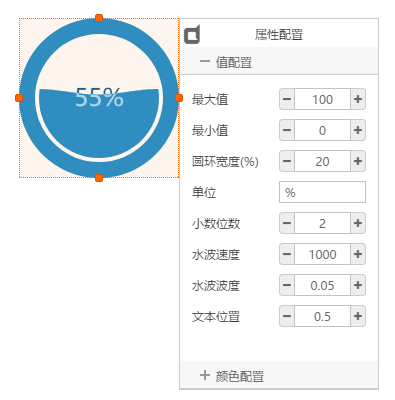 55%
属性配置
值配置
最大值 100
最小值 0
圆环宽度(%) 20
单位 %
小数位数 2
水波速度 1000
水波波度 0.05
文本位置 0.5
颜色配置